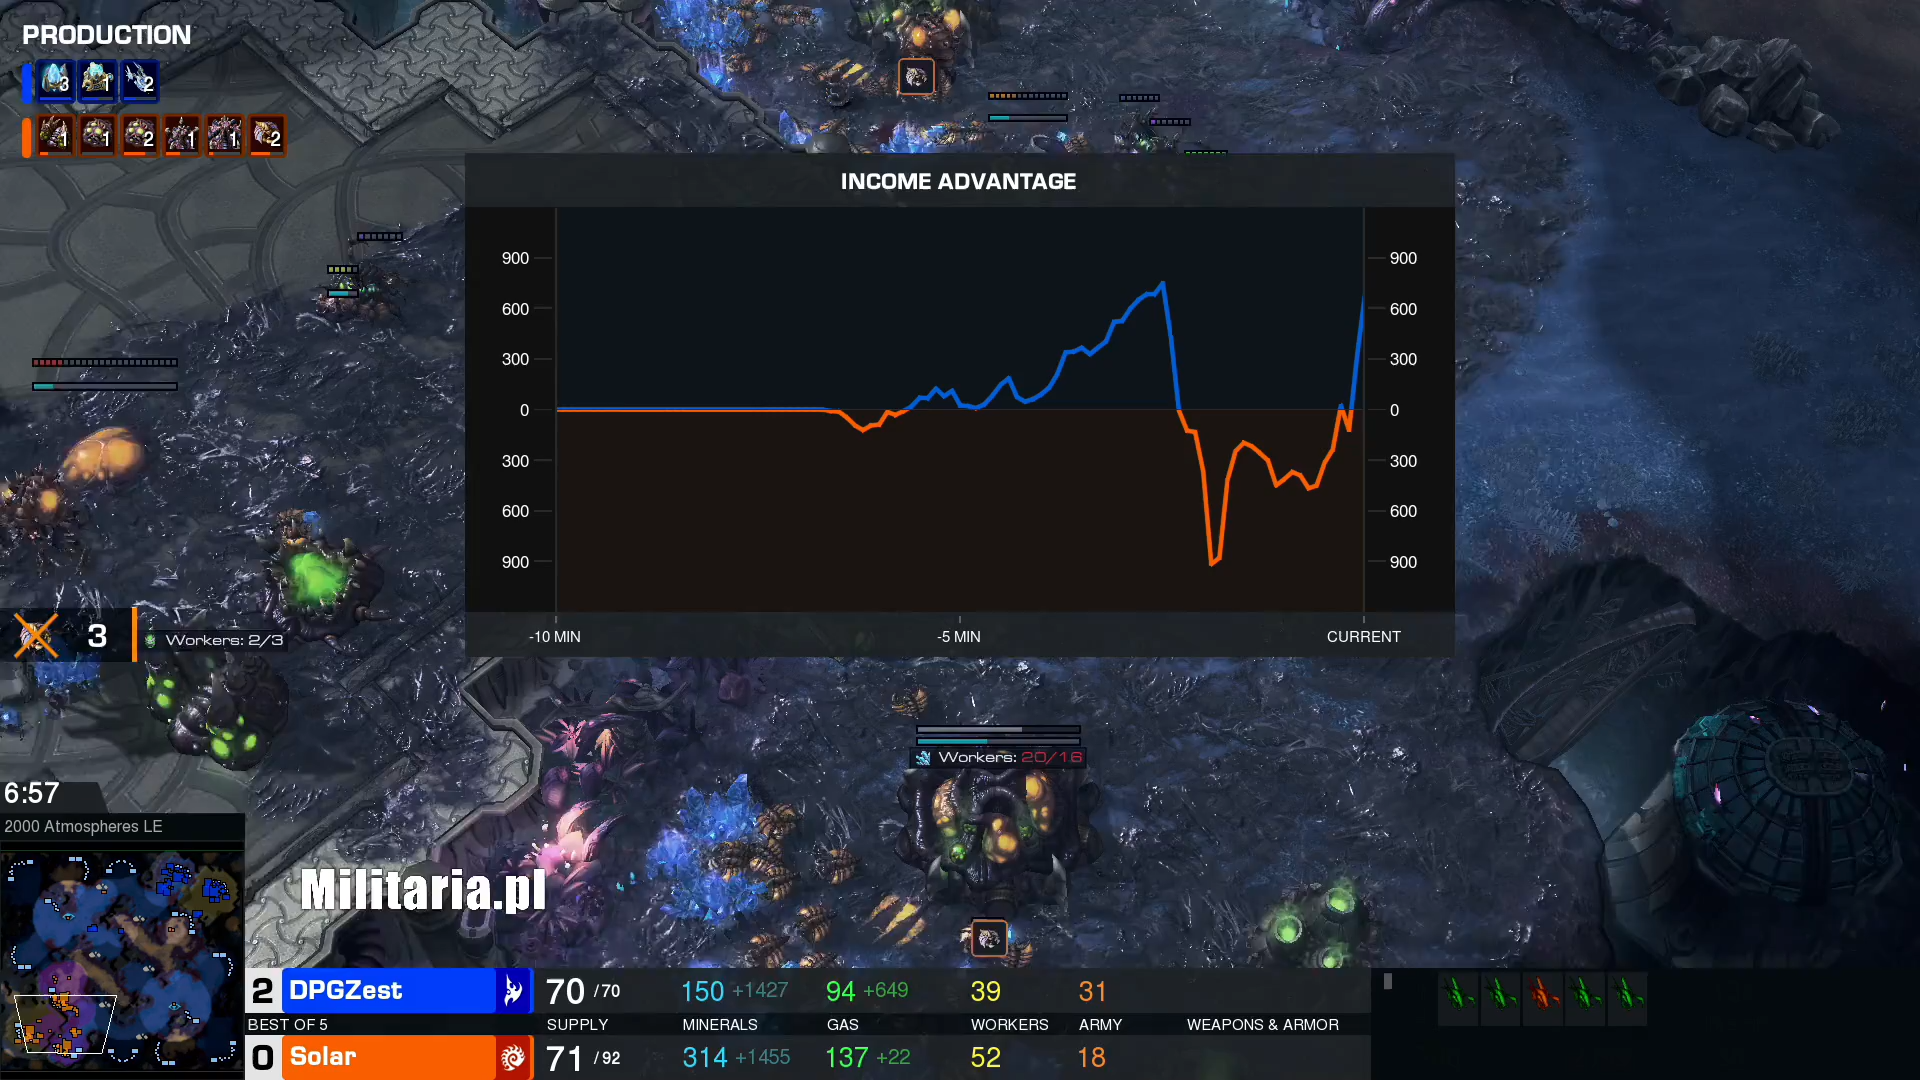 PRODUCTION
3 1 2
1 1 2 1 1 2
INCOME ADVANTAGE
900 900
600 600
300 300
0 0
300 300
600 600
900 900
-10 MIN -5 MIN CURRENT
3 Workers: 2/3
Workers: 20/16
6:57
2000 Atmospheres LE
Militaria.pl
2 DPGZest 70 /70 150 +1427 94 +649 39 31
BEST OF 5 SUPPLY MINERALS GAS WORKERS ARMY WEAPONS & ARMOR
0 Solar 71 /92 314 +1455 137 +22 52 18